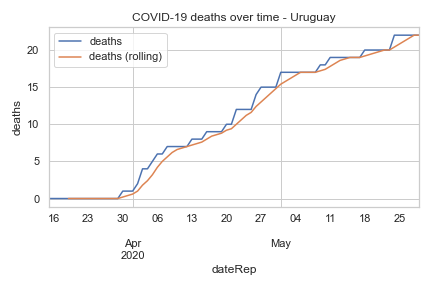 COVID-19 deaths over time - Uruguay
deaths
deaths (rolling)
deaths
20
15
10
5
0
16 23 30 06 13 20 27 04 11 18 25
Apr May
2020
dateRep